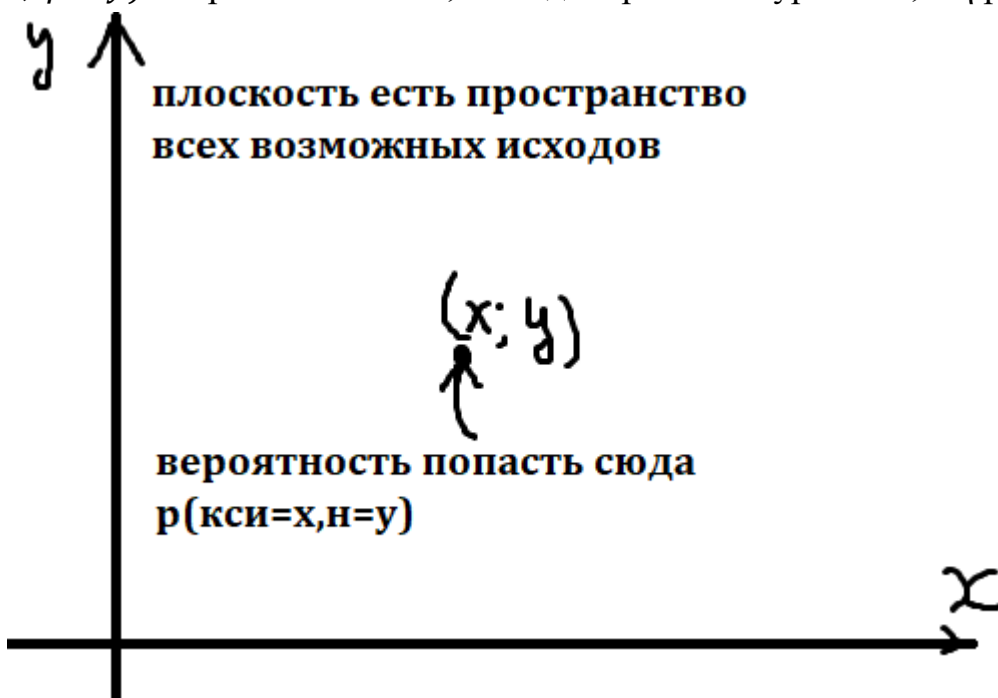 y
плоскость есть пространство
всех возможных исходов
(x; y)
вероятность попасть сюда
р(кси=х,н=у)
x